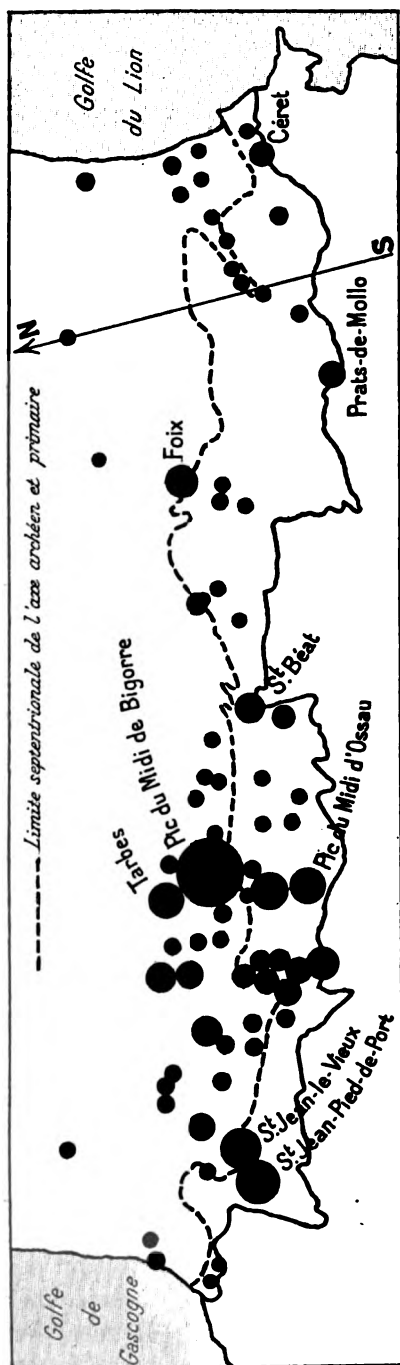 Golfe
du Lion
Céret
S
N
Prats-de-Mollo
Foix
Limite septentrionale de l'axe archéen et primaire
St. Béat
Pic du Midi de Bigorre
Tarbes
Pic du Midi d'Ossau
St. Jean-le-Vieux
St. Jean-Pied-de-Port
Golfe
de
Gascogne